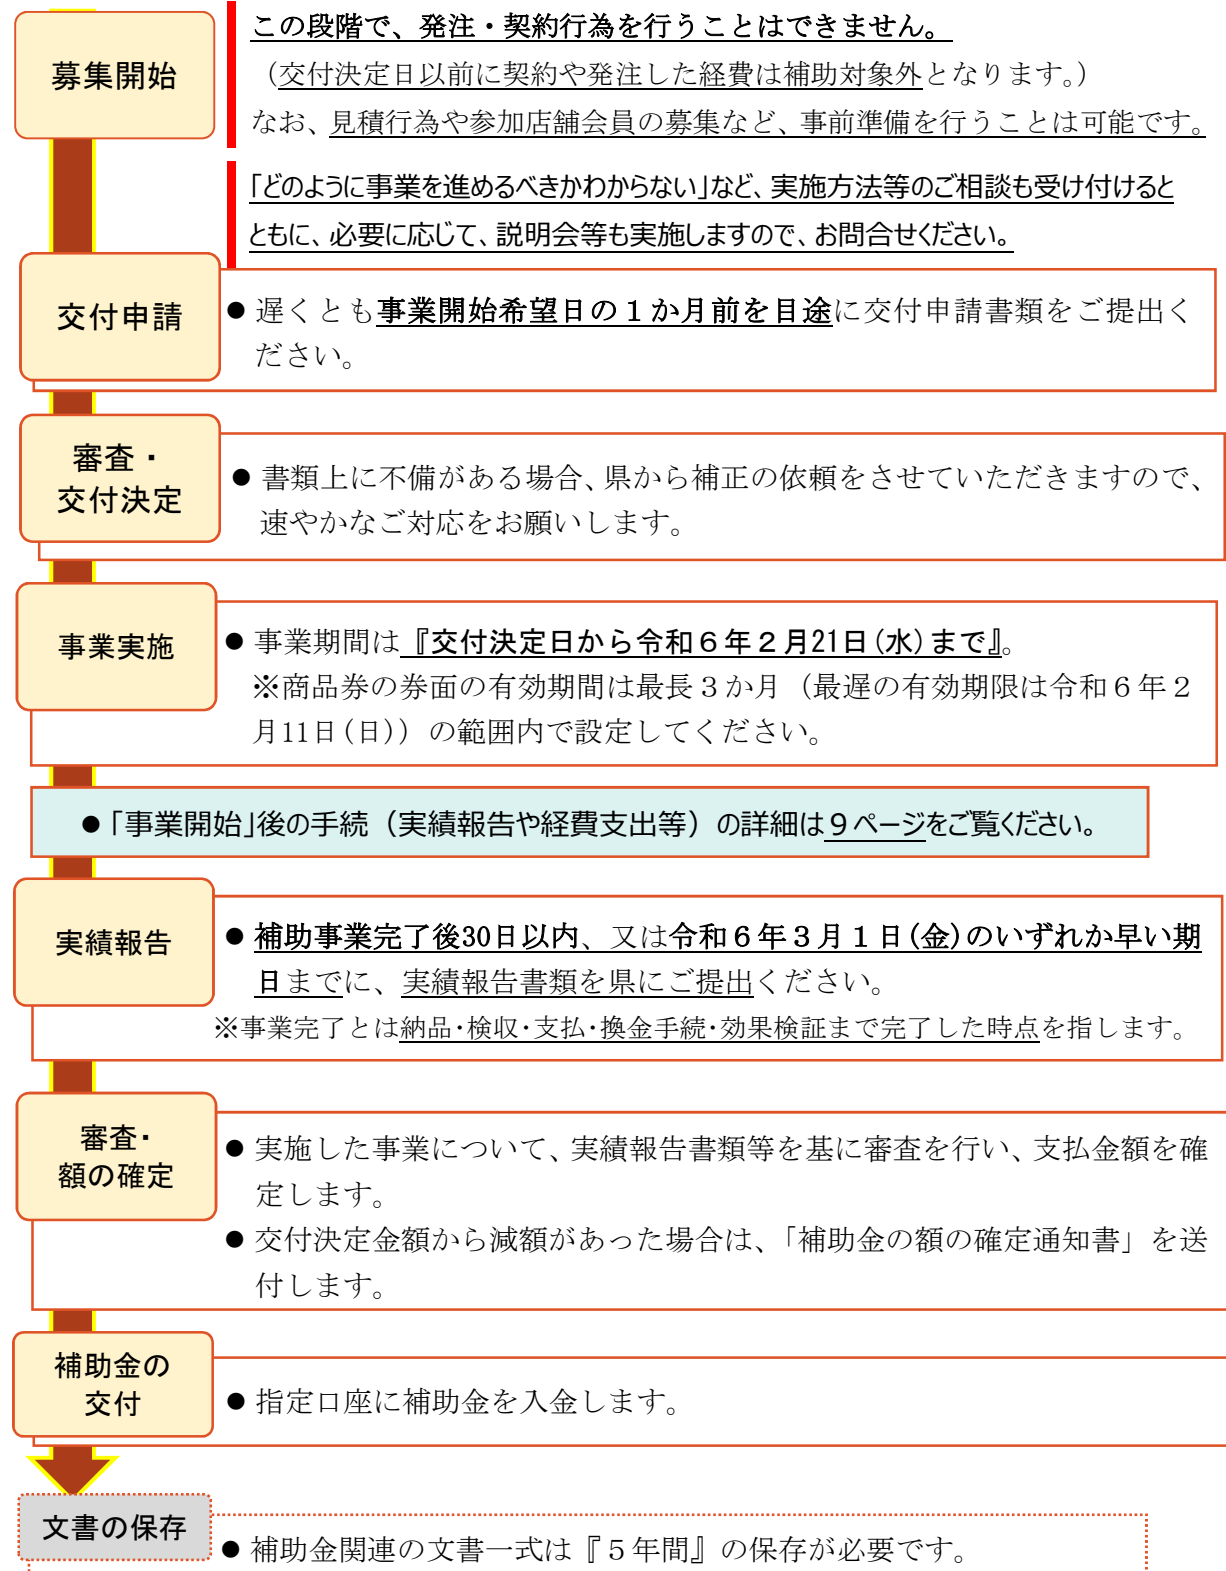 募集開始
この段階で、発注・契約行為を行うことはできません。
（交付決定日以前に契約や発注した経費は補助対象外となります。）
なお、見積行為や参加店舗会員の募集など、事前準備を行うことは可能です。
「どのように事業を進めるべきかわからない」など、実施方法等のご相談も受け付けると
ともに、必要に応じて、説明会等も実施しますので、お問合せください。
交付申請
● 遅くとも事業開始希望日の１か月前を目途に交付申請書類をご提出く
ださい。
審査・
交付決定
● 書類上に不備がある場合、県から補正の依頼をさせていただきますので、
速やかなご対応をお願いします。
事業実施
● 事業期間は『交付決定日から令和６年２月21日(水)まで』。
※商品券の券面の有効期間は最長３か月（最遅の有効期限は令和６年２
月11日(日)）の範囲内で設定してください。
● 「事業開始」後の手続（実績報告や経費支出等）の詳細は９ページをご覧ください。
実績報告
● 補助事業完了後30日以内、又は令和６年３月１日(金)のいずれか早い期
日までに、実績報告書類を県にご提出ください。
※事業完了とは納品・検収・支払・換金手続・効果検証まで完了した時点を指します。
審査・
額の確定
● 実施した事業について、実績報告書類等を基に審査を行い、支払金額を確
定します。
● 交付決定金額から減額があった場合は、「補助金の額の確定通知書」を送
付します。
補助金の
交付
● 指定口座に補助金を入金します。
文書の保存
● 補助金関連の文書一式は『５年間』の保存が必要です。